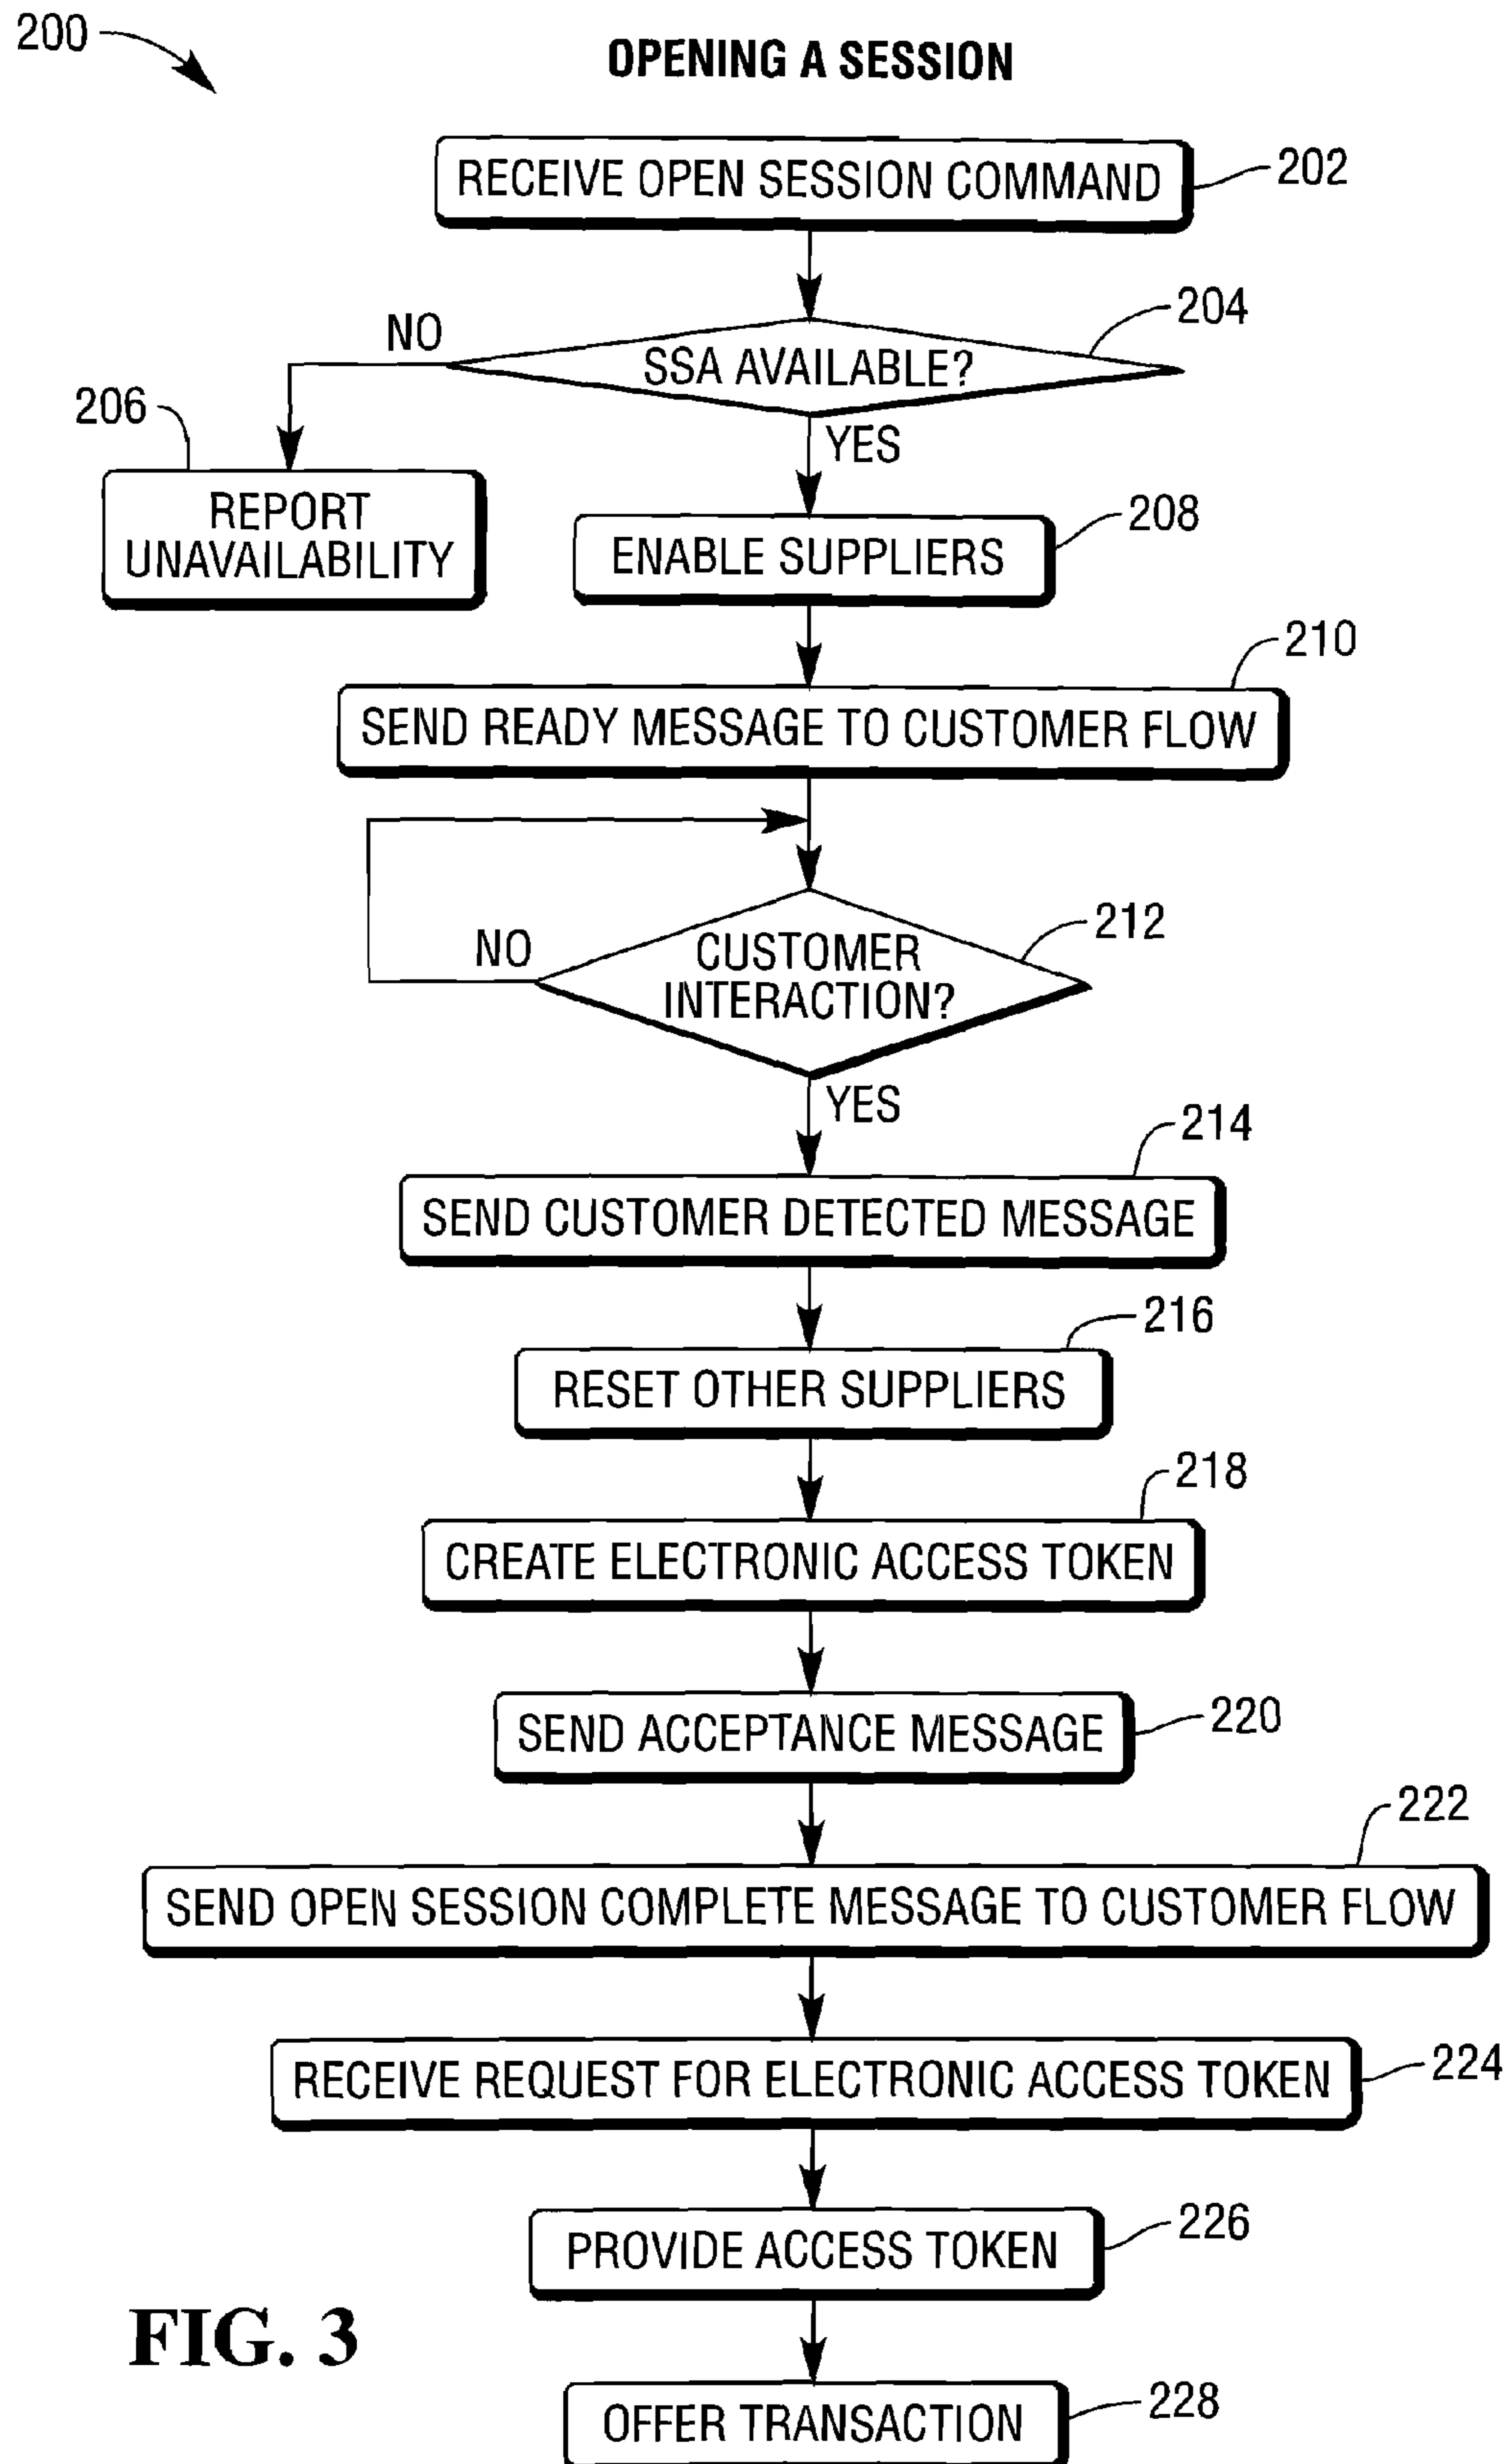 200
OPENING A SESSION
RECEIVE OPEN SESSION COMMAND
202
204
NO
SSA AVAILABLE?
206
YES
REPORT
UNAVAILABILITY
208
ENABLE SUPPLIERS
210
SEND READY MESSAGE TO CUSTOMER FLOW
212
NO
CUSTOMER
INTERACTION?
YES
214
SEND CUSTOMER DETECTED MESSAGE
216
RESET OTHER SUPPLIERS
218
CREATE ELECTRONIC ACCESS TOKEN
220
SEND ACCEPTANCE MESSAGE
222
SEND OPEN SESSION COMPLETE MESSAGE TO CUSTOMER FLOW
224
RECEIVE REQUEST FOR ELECTRONIC ACCESS TOKEN
226
PROVIDE ACCESS TOKEN
FIG. 3
228
OFFER TRANSACTION